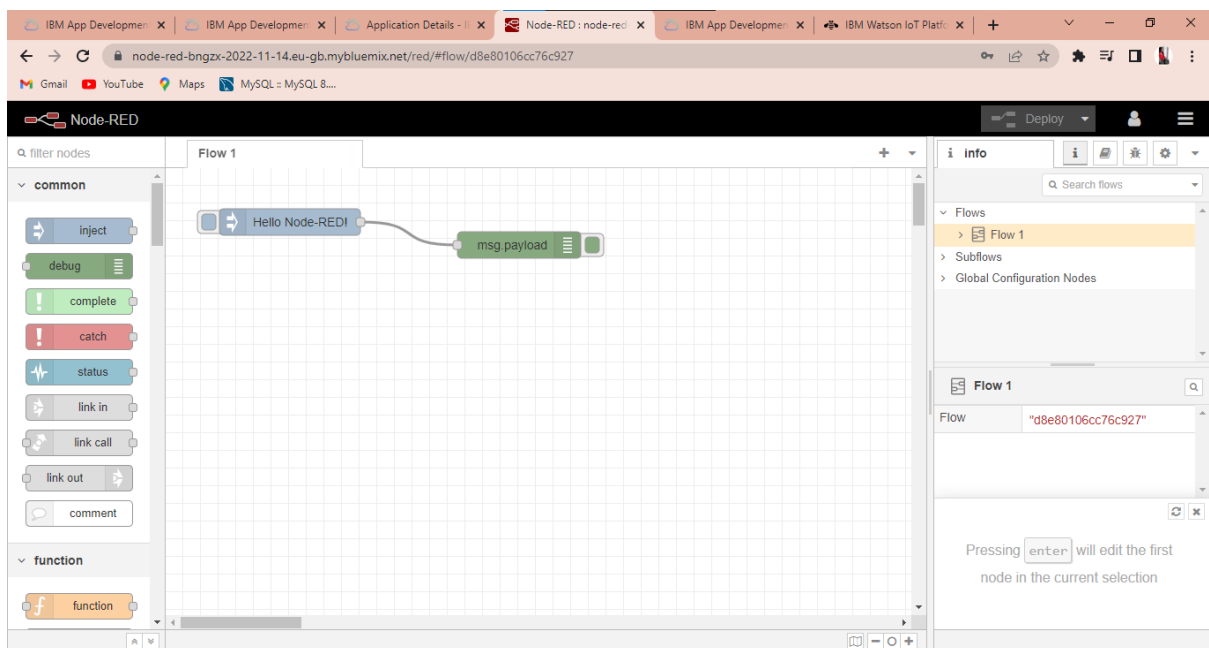 IBM App Developmen
IBM App Developmen
Application Details - I
Node-RED : node-red
IBM App Developmen
IBM Watson IoT Platfo
node-red-bngzx-2022-11-14.eu-gb.mybluemix.net/red/#flow/d8e80106cc76c927
Gmail YouTube Maps MySQL :: MySQL 8....
Node-RED Deploy
filter nodes
Flow 1
i info
Search flows
common
inject
debug
complete
catch
status
link in
link call
link out
comment
function
function
Hello Node-RED!
msg.payload
Flows
Flow 1
Subflows
Global Configuration Nodes
Flow 1
Flow "d8e80106cc76c927"
Pressing enter will edit the first
node in the current selection